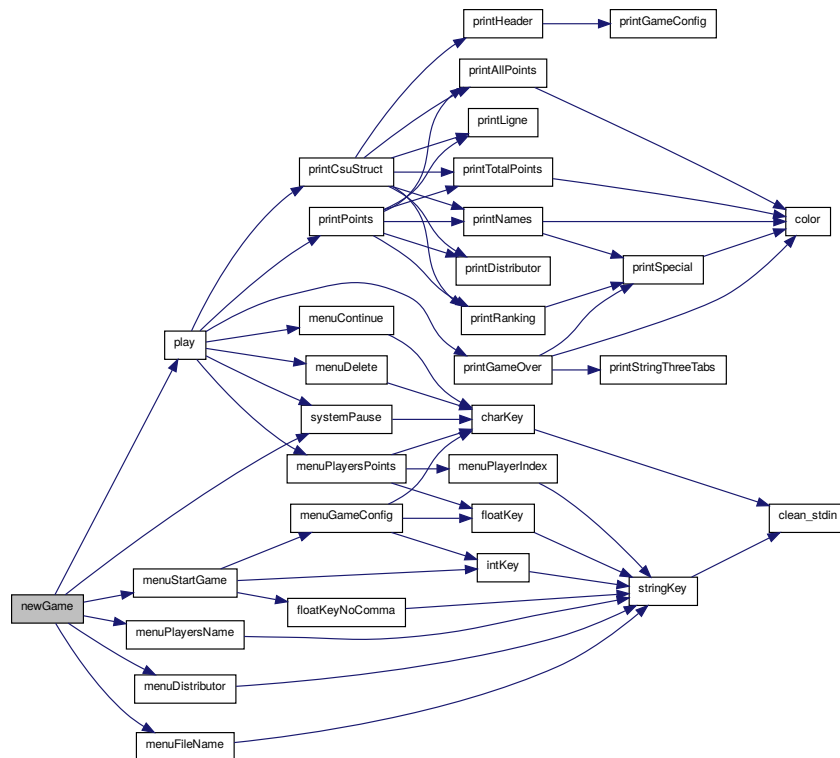 printHeader
printGameConfig
printAllPoints
printLigne
printCsuStruct
printTotalPoints
printPoints
printNames
color
printDistributor
printSpecial
menuContinue
printRanking
play
menuDelete
printGameOver
printStringThreeTabs
systemPause
charKey
menuPlayersPoints
menuPlayerIndex
menuGameConfig
floatKey
clean_stdin
intKey
menuStartGame
stringKey
newGame
floatKeyNoComma
menuPlayersName
menuDistributor
menuFileName